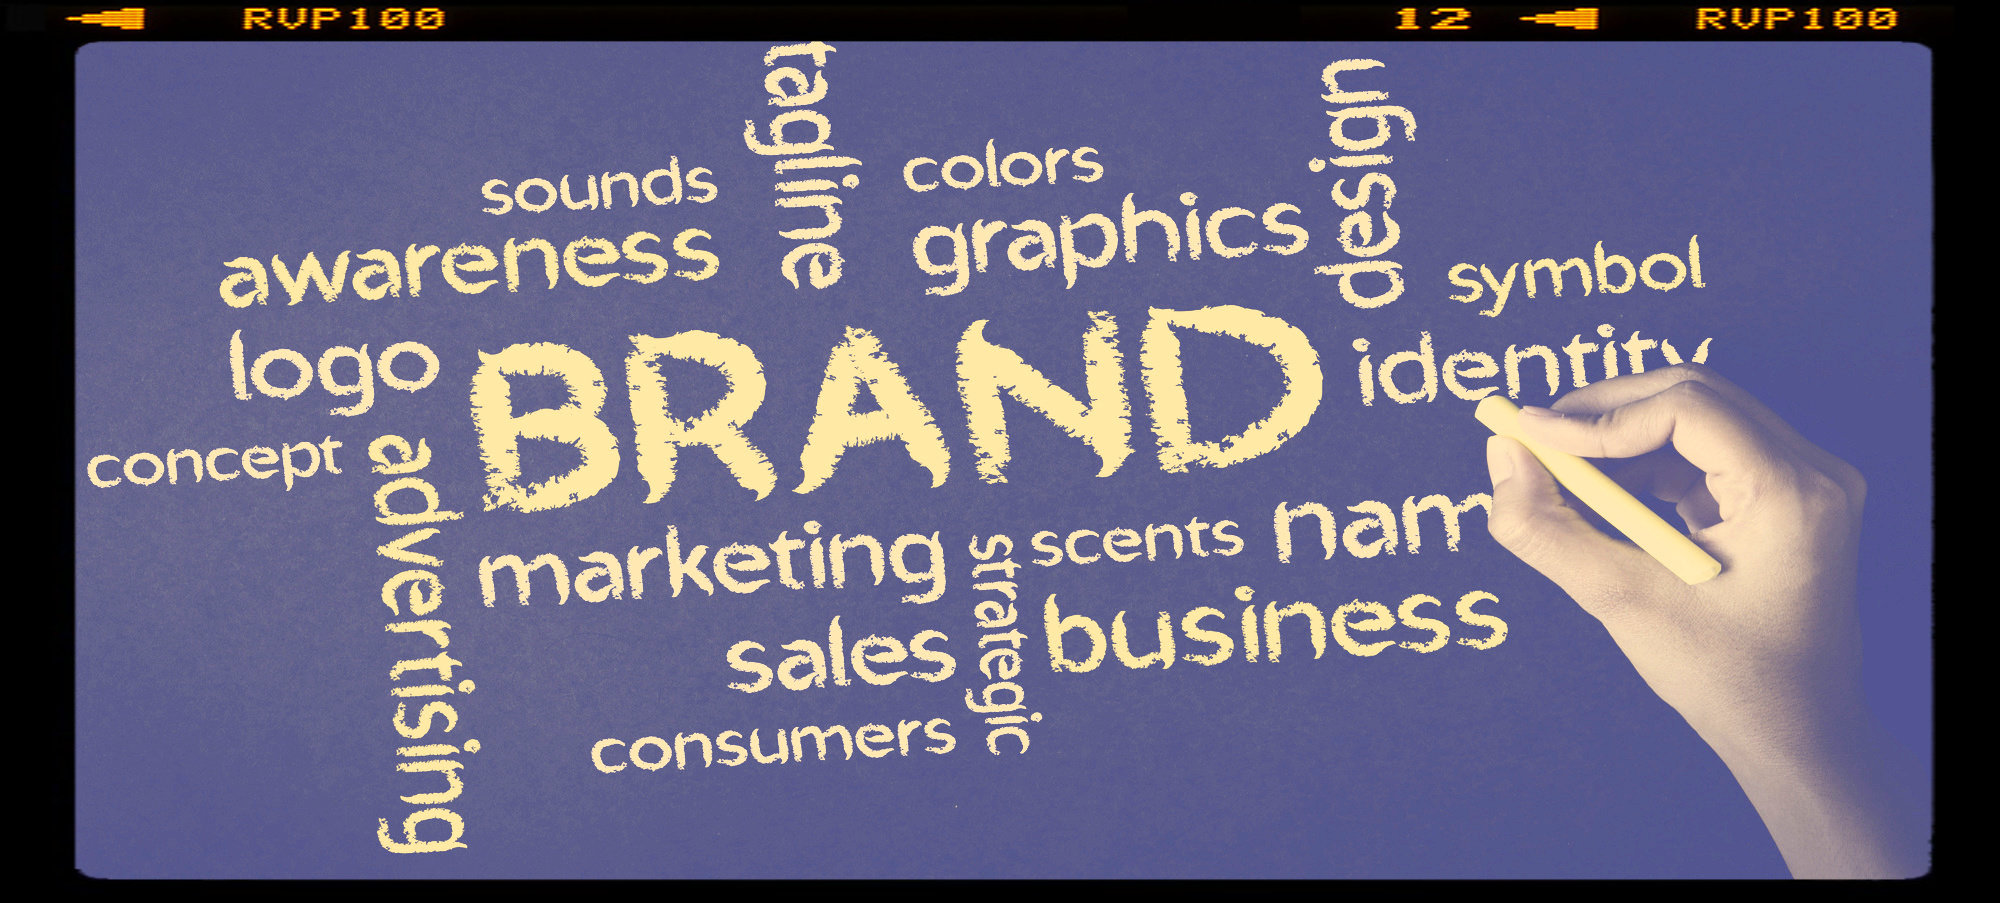 RVP100 12 RVP100
tagline
design
sounds
colors
awareness
graphics
symbol
logo
BRAND
identity
concept
advertising
marketing
strategic
scents
nam
sales
business
consumers